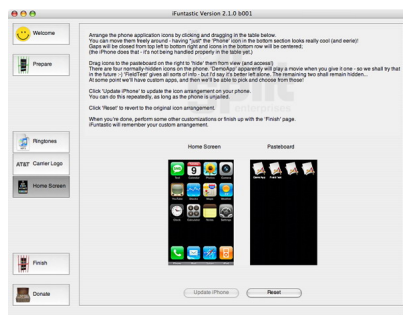 iFuntastic Version 2.1.0 b001
Welcome
Arrange the phone application icons by clicking and dragging in the table below.
You can move them freely around - having *just* the 'Phone' icon in the bottom section looks really cool (and eerie)!
Gaps will be closed from top left to bottom right and icons in the bottom row will be centered,
(the iPhone does that - it's not being handled properly in the table yet.)
Prepare
Drag icons to the pasteboard on the right to 'hide' them from view (and access!)
There are four normally-hidden icons on the phone: 'DemoApp' apparently will play a movie when you give it one - so we shall try that
in the future :-) 'FieldTest' gives all sorts of info - but I'd say it's better left alone. The remaining two shall remain hidden...
At some point we'll have custom apps, and then we'll be able to pick and choose from those!
Click 'Update iPhone' to update the icon arrangement on your phone.
You can do this repeatedly, as long as the phone is unjailed.
Click 'Reset' to revert to the original icon arrangement.
When you're done, perform some other customizations or finish up with the 'Finish' page.
iFuntastic will remember your custom arrangement.
Ringtones
AT&T Carrier Logo
Home Screen
Home Screen
Pasteboard
Finish
Update iPhone
Reset
Donate